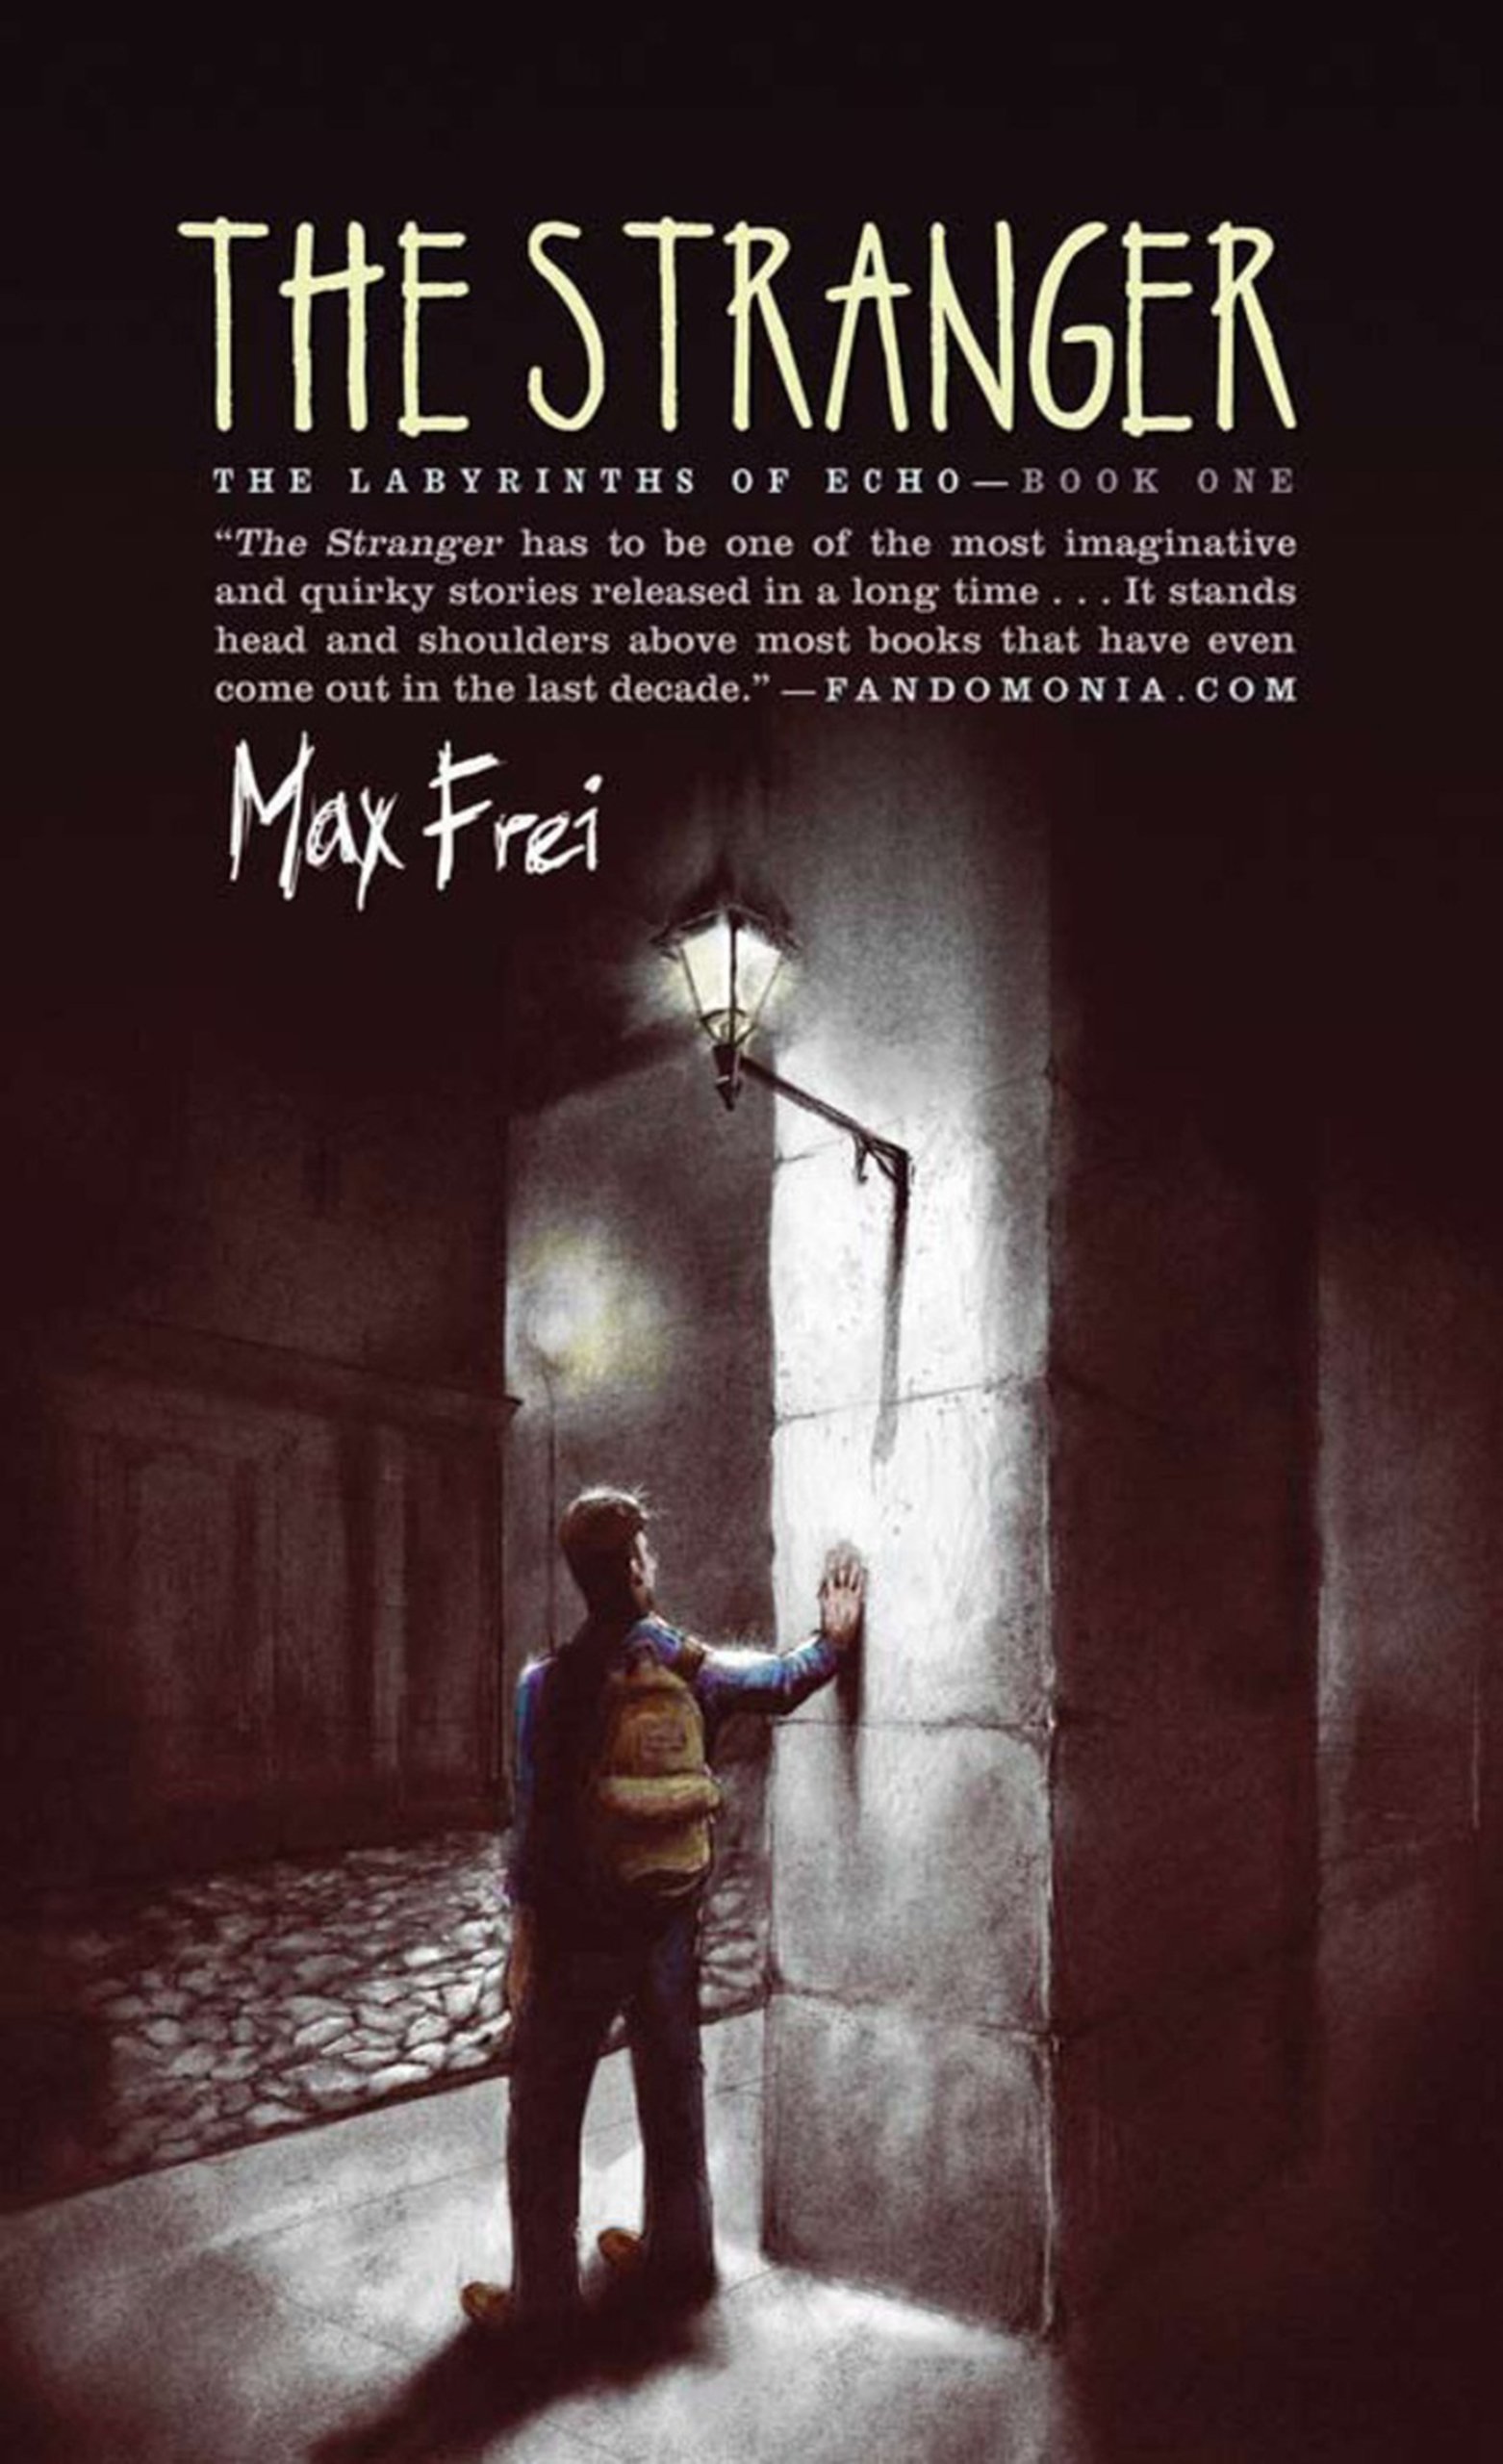 THE STRANGER
THE LABYRINTHS OF ECHO—BOOK ONE
“The Stranger has to be one of the most imaginative
and quirky stories released in a long time . . . It stands
head and shoulders above most books that have even
come out in the last decade.” —FANDOMONIA.COM
Max Frei